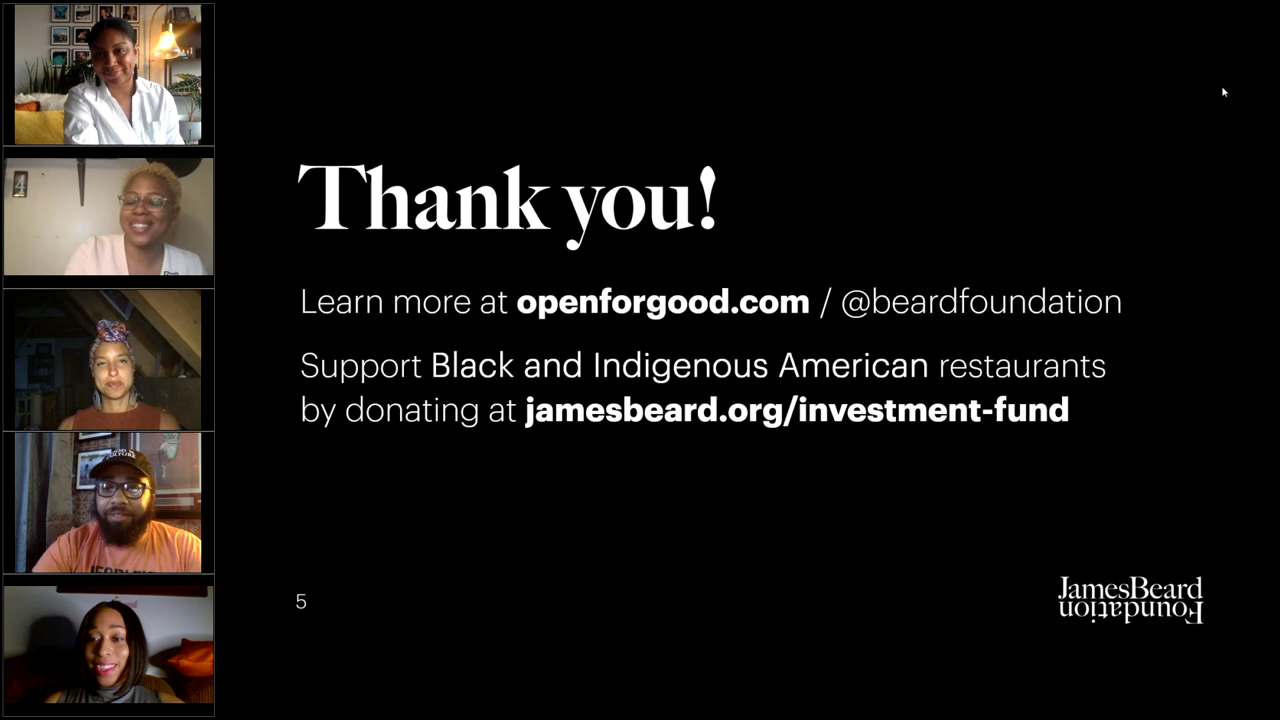 4
Thank you!
Learn more at openforgood.com / @beardfoundation
Support Black and Indigenous American restaurants
by donating at jamesbeard.org/investment-fund
5
JamesBeard
Foundation